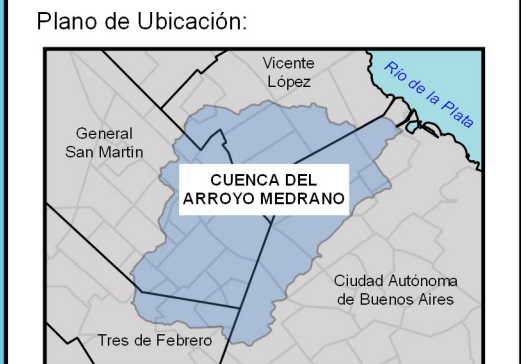 Plano de Ubicación:
Vicente
López
Río de la Plata
General
San Martín
CUENCA DEL
ARROYO MEDRANO
Ciudad Autónoma
de Buenos Aires
Tres de Febrero